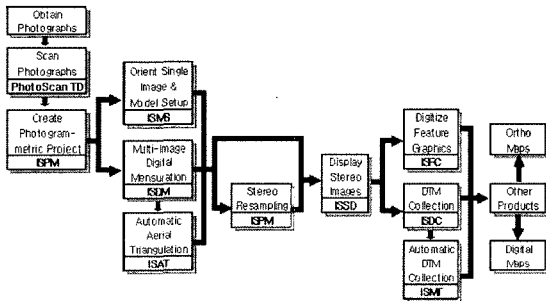 Obtain
Photographs
Scan
Photographs
PhotoScan TD
Create
Photogram-
metric Project
ISPM
Orient Single
Image &
Model Setup
ISMS
Multi-image
Digital
Mensuration
ISDM
Automatic
Aerial
Triangulation
ISAT
Stereo
Resampling
ISPM
Display
Stereo
Images
ISSD
Digitize
Feature
Graphics
ISFC
DTM
Collection
ISDC
Automatic
DTM
Collection
ISMT
Ortho
Maps
Other
Products
Digital
Maps